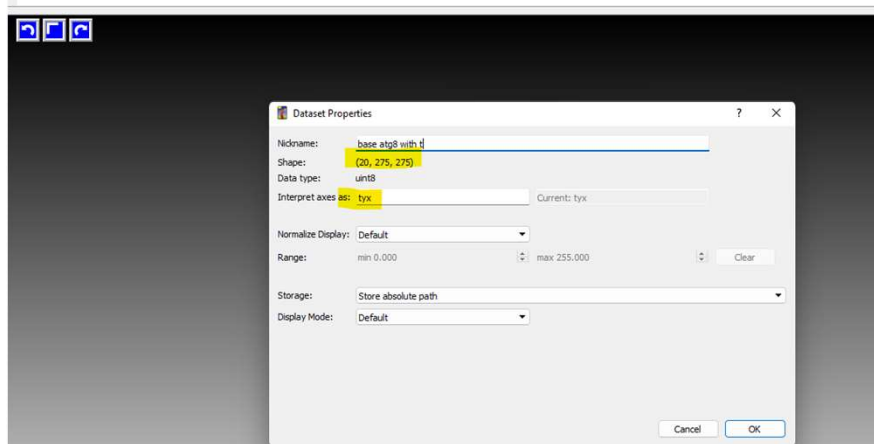 Dataset Properties ? ×
Nickname: base atg8 with t
Shape: (20, 275, 275)
Data type: uint8
Interpret axes as: tyx Current: tyx
Normalize Display: Default
Range: min 0.000 max 255.000 Clear
Storage: Store absolute path
Display Mode: Default
Cancel OK